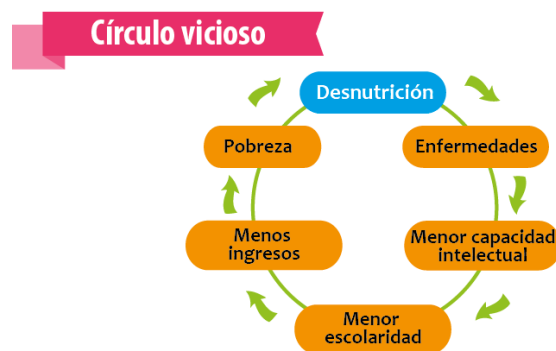 Círculo vicioso
Desnutrición
Enfermedades
Menor capacidad
intelectual
Menor
escolaridad
Menos
ingresos
Pobreza